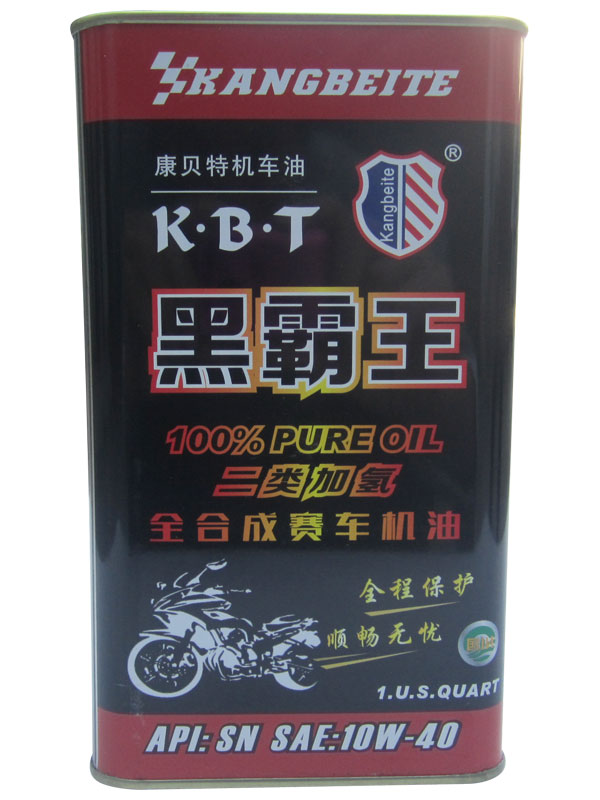 KANGBEITE
康贝特机车油
K·B·T
Kangbeite
®
黑霸王
100% PURE OIL
二类加氢
全合成赛车机油
全程保护
顺畅无忧
1.U.S.QUART
API: SN SAE:10W-40